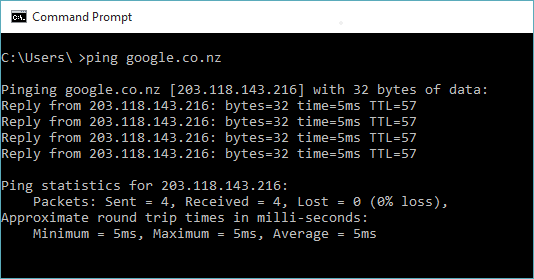 C:\. Command Prompt
C:\Users\ >ping google.co.nz
Pinging google.co.nz [203.118.143.216] with 32 bytes of data:
Reply from 203.118.143.216: bytes=32 time=5ms TTL=57
Reply from 203.118.143.216: bytes=32 time=5ms TTL=57
Reply from 203.118.143.216: bytes=32 time=5ms TTL=57
Reply from 203.118.143.216: bytes=32 time=5ms TTL=57
Ping statistics for 203.118.143.216:
    Packets: Sent = 4, Received = 4, Lost = 0 (0% loss),
Approximate round trip times in milli-seconds:
    Minimum = 5ms, Maximum = 5ms, Average = 5ms